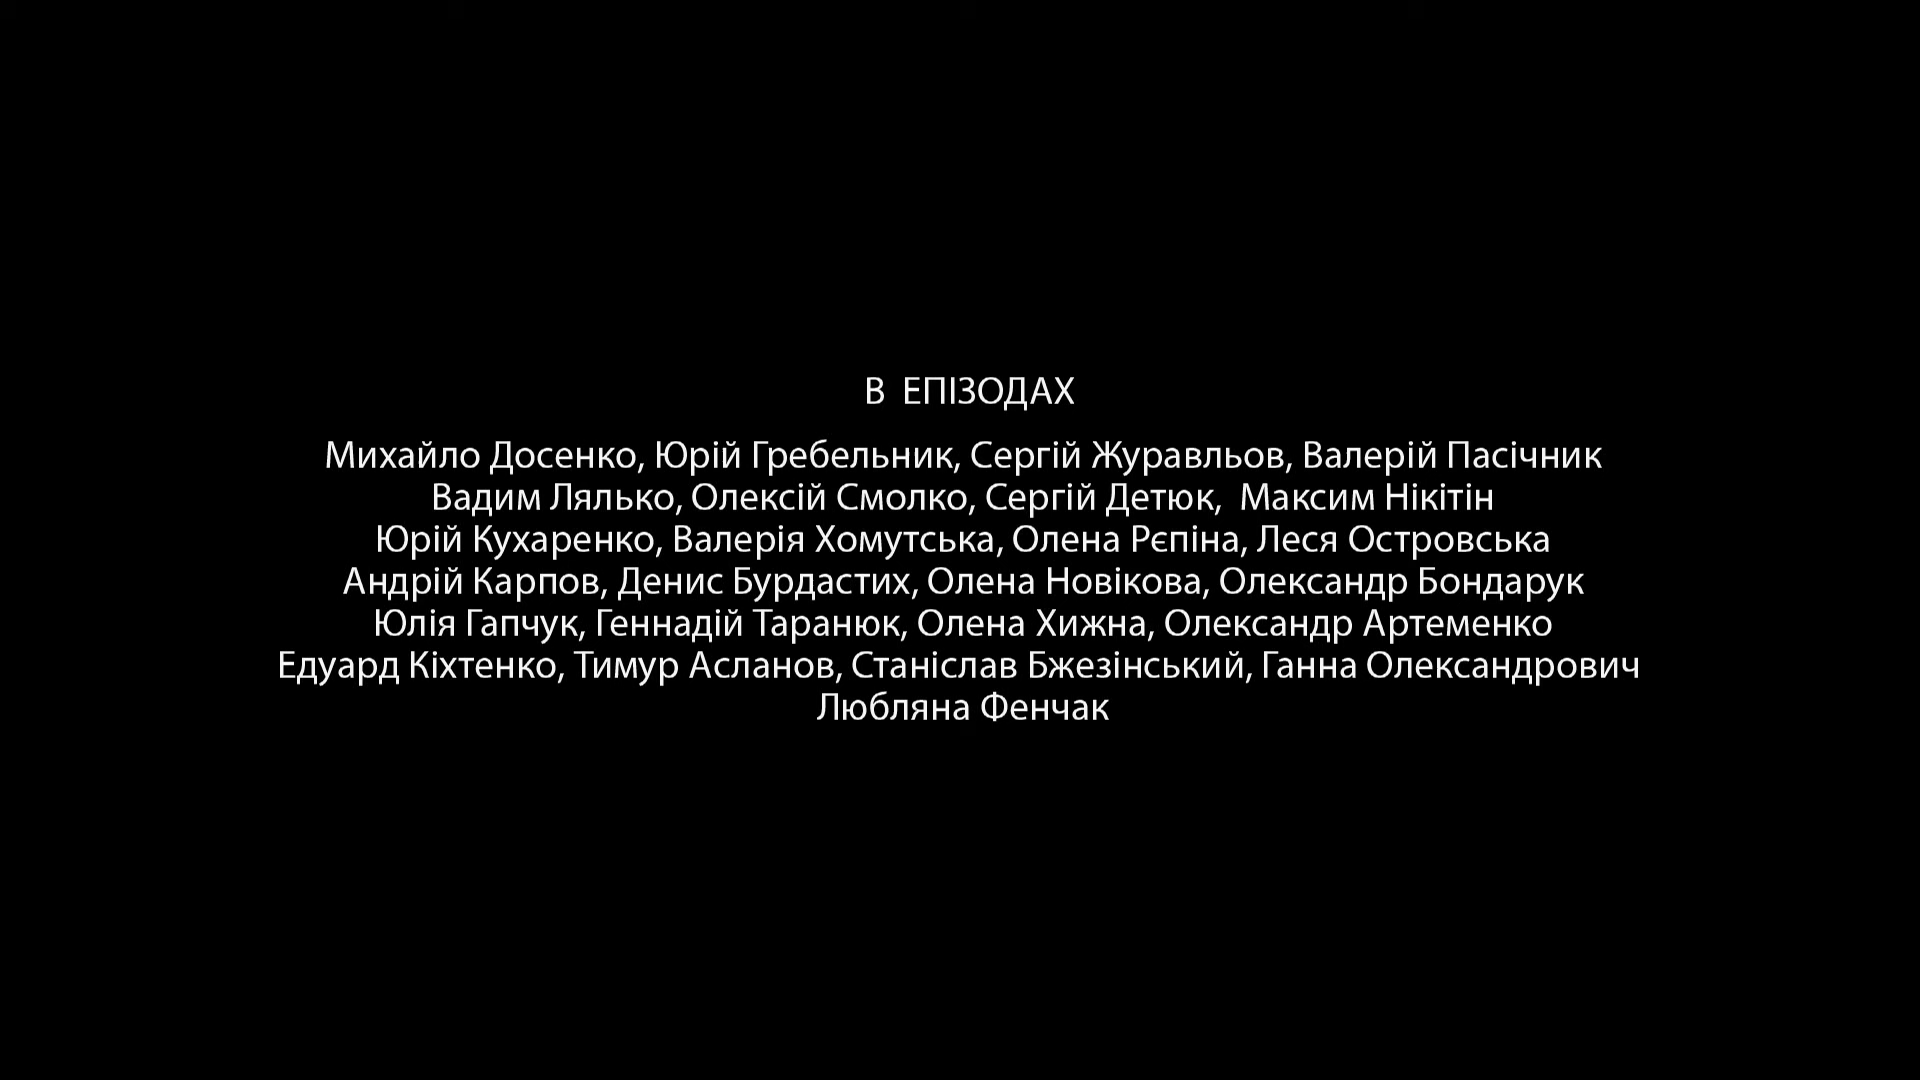 В ЕПІЗОДАХ
Михайло Досенко, Юрій Гребельник, Сергій Журавльов, Валерій Пасічник
Вадим Лялько, Олексій Смолко, Сергій Детюк, Максим Нікітін
Юрій Кухаренко, Валерія Хомутська, Олена Рєпіна, Леся Островська
Андрій Карпов, Денис Бурдастих, Олена Новікова, Олександр Бондарук
Юлія Гапчук, Геннадій Таранюк, Олена Хижна, Олександр Артеменко
Едуард Кіхтенко, Тимур Асланов, Станіслав Бжезінський, Ганна Олександрович
Любляна Фенчак